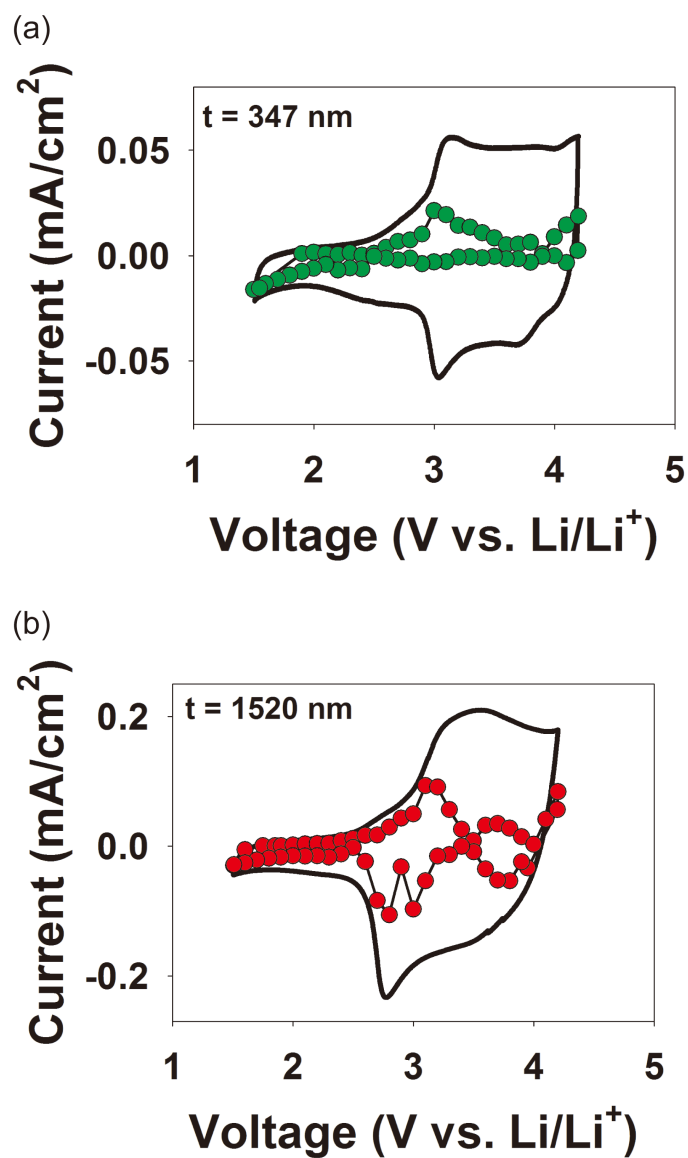 (a)
t = 347 nm
Current (mA/cm²)
0.05
0.00
-0.05
1 2 3 4 5
Voltage (V vs. Li/Li⁺)
(b)
t = 1520 nm
Current (mA/cm²)
0.2
0.0
-0.2
1 2 3 4 5
Voltage (V vs. Li/Li⁺)